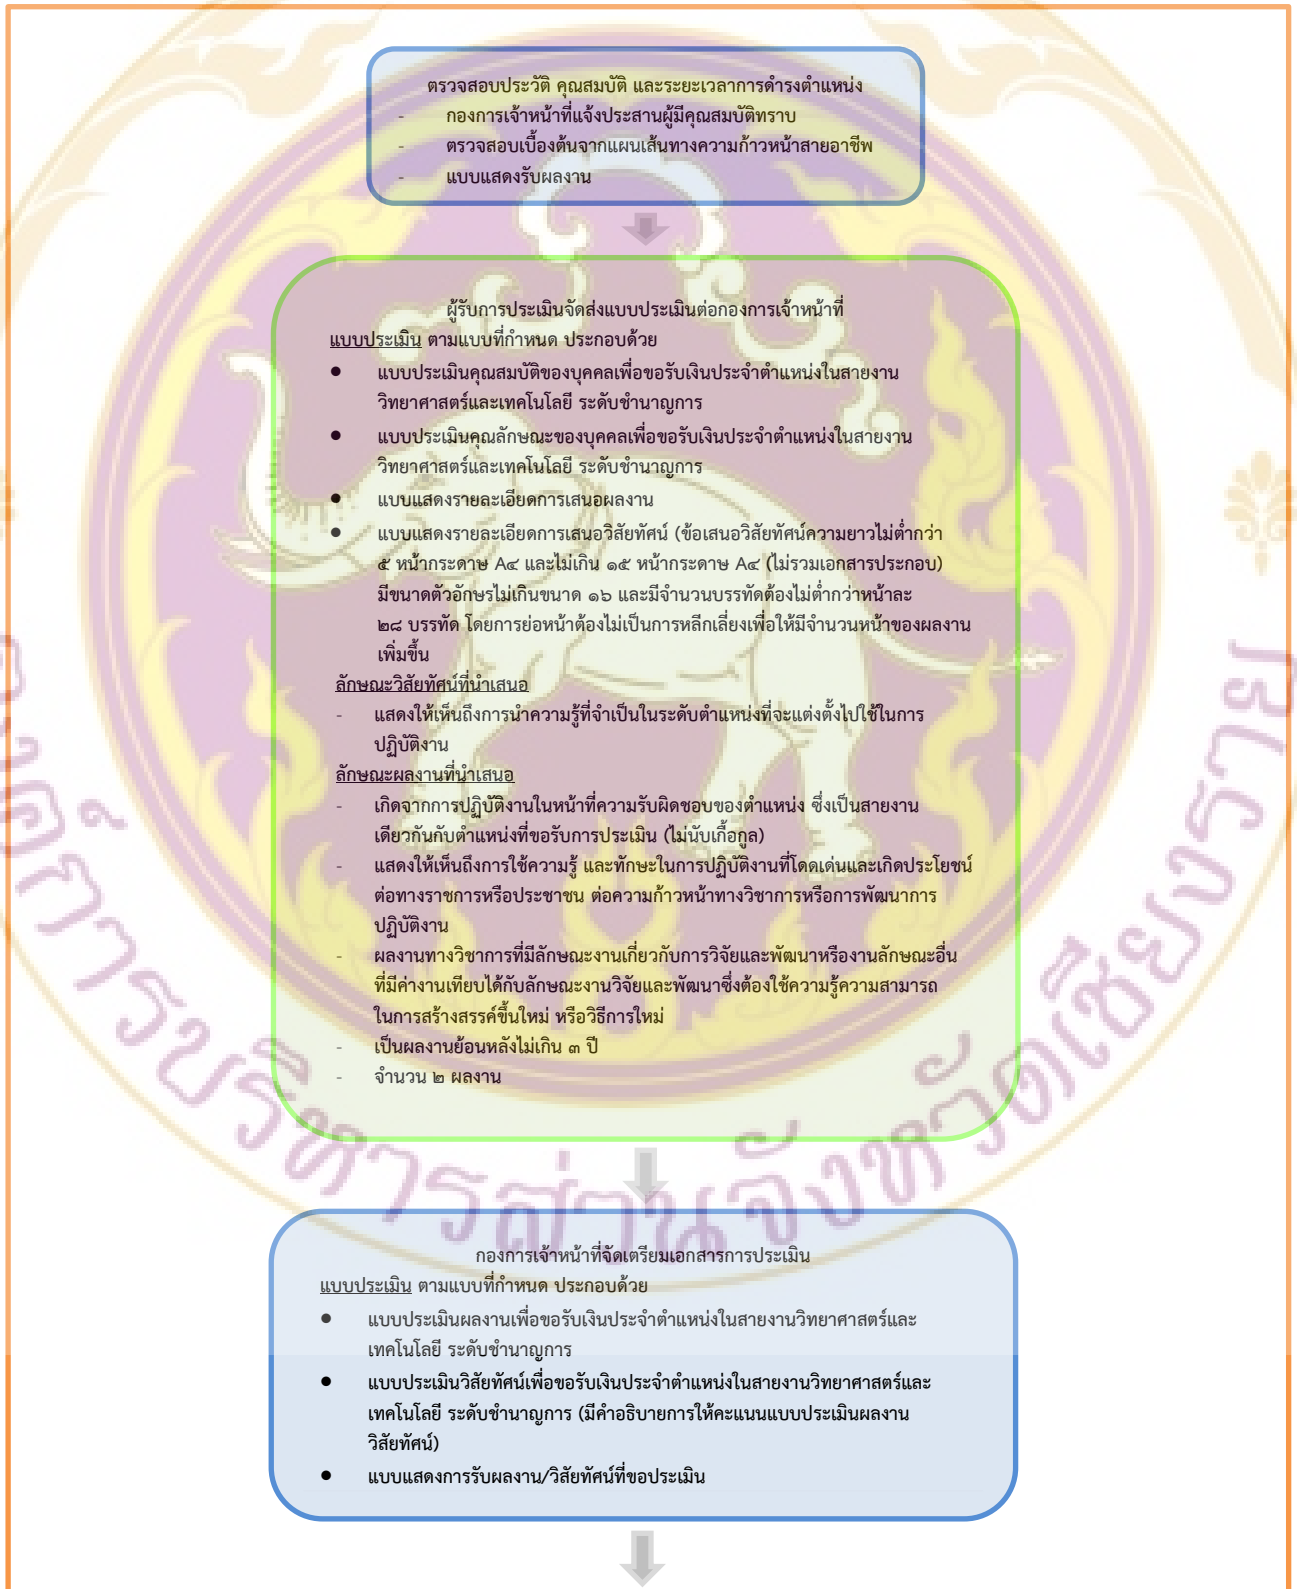 ตรวจสอบประวัติ คุณสมบัติ และระยะเวลาการดำรงตำแหน่ง
- กองการเจ้าหน้าที่แจ้งประสานผู้มีคุณสมบัติทราบ
- ตรวจสอบเบื้องต้นจากแผนเส้นทางความก้าวหน้าสายอาชีพ
- แบบแสดงรับผลงาน
ผู้รับการประเมินจัดส่งแบบประเมินต่อกองการเจ้าหน้าที่
แบบประเมิน ตามแบบที่กำหนด ประกอบด้วย
● แบบประเมินคุณสมบัติของบุคคลเพื่อขอรับเงินประจำตำแหน่งในสายงาน
วิทยาศาสตร์และเทคโนโลยี ระดับชำนาญการ
● แบบประเมินคุณลักษณะของบุคคลเพื่อขอรับเงินประจำตำแหน่งในสายงาน
วิทยาศาสตร์และเทคโนโลยี ระดับชำนาญการ
● แบบแสดงรายละเอียดการเสนอผลงาน
● แบบแสดงรายละเอียดการเสนอวิสัยทัศน์ (ข้อเสนอวิสัยทัศน์ความยาวไม่ต่ำกว่า
๕ หน้ากระดาษ A๔ และไม่เกิน ๑๕ หน้ากระดาษ A๔ (ไม่รวมเอกสารประกอบ)
มีขนาดตัวอักษรไม่เกินขนาด ๑๖ และมีจำนวนบรรทัดต้องไม่ต่ำกว่าหน้าละ
๒๘ บรรทัด โดยการย่อหน้าต้องไม่เป็นการหลีกเลี่ยงเพื่อให้มีจำนวนหน้าของผลงาน
เพิ่มขึ้น
ลักษณะวิสัยทัศน์ที่นำเสนอ
- แสดงให้เห็นถึงการนำความรู้ที่จำเป็นในระดับตำแหน่งที่จะแต่งตั้งไปใช้ในการ
ปฏิบัติงาน
ลักษณะผลงานที่นำเสนอ
- เกิดจากการปฏิบัติงานในหน้าที่ความรับผิดชอบของตำแหน่ง ซึ่งเป็นสายงาน
เดียวกันกับตำแหน่งที่ขอรับการประเมิน (ไม่นับเกื้อกูล)
- แสดงให้เห็นถึงการใช้ความรู้ และทักษะในการปฏิบัติงานที่โดดเด่นและเกิดประโยชน์
ต่อทางราชการหรือประชาชน ต่อความก้าวหน้าทางวิชาการหรือการพัฒนาการ
ปฏิบัติงาน
- ผลงานทางวิชาการที่มีลักษณะงานเกี่ยวกับการวิจัยและพัฒนาหรืองานลักษณะอื่น
ที่มีค่างานเทียบได้กับลักษณะงานวิจัยและพัฒนาซึ่งต้องใช้ความรู้ความสามารถ
ในการสร้างสรรค์ขึ้นใหม่ หรือวิธีการใหม่
- เป็นผลงานย้อนหลังไม่เกิน ๓ ปี
- จำนวน ๒ ผลงาน
องค์การบริหารส่วนจังหวัดเชียงราย
กองการเจ้าหน้าที่จัดเตรียมเอกสารการประเมิน
แบบประเมิน ตามแบบที่กำหนด ประกอบด้วย
● แบบประเมินผลงานเพื่อขอรับเงินประจำตำแหน่งในสายงานวิทยาศาสตร์และ
เทคโนโลยี ระดับชำนาญการ
● แบบประเมินวิสัยทัศน์เพื่อขอรับเงินประจำตำแหน่งในสายงานวิทยาศาสตร์และ
เทคโนโลยี ระดับชำนาญการ (มีคำอธิบายการให้คะแนนแบบประเมินผลงาน
วิสัยทัศน์)
● แบบแสดงการรับผลงาน/วิสัยทัศน์ที่ขอประเมิน